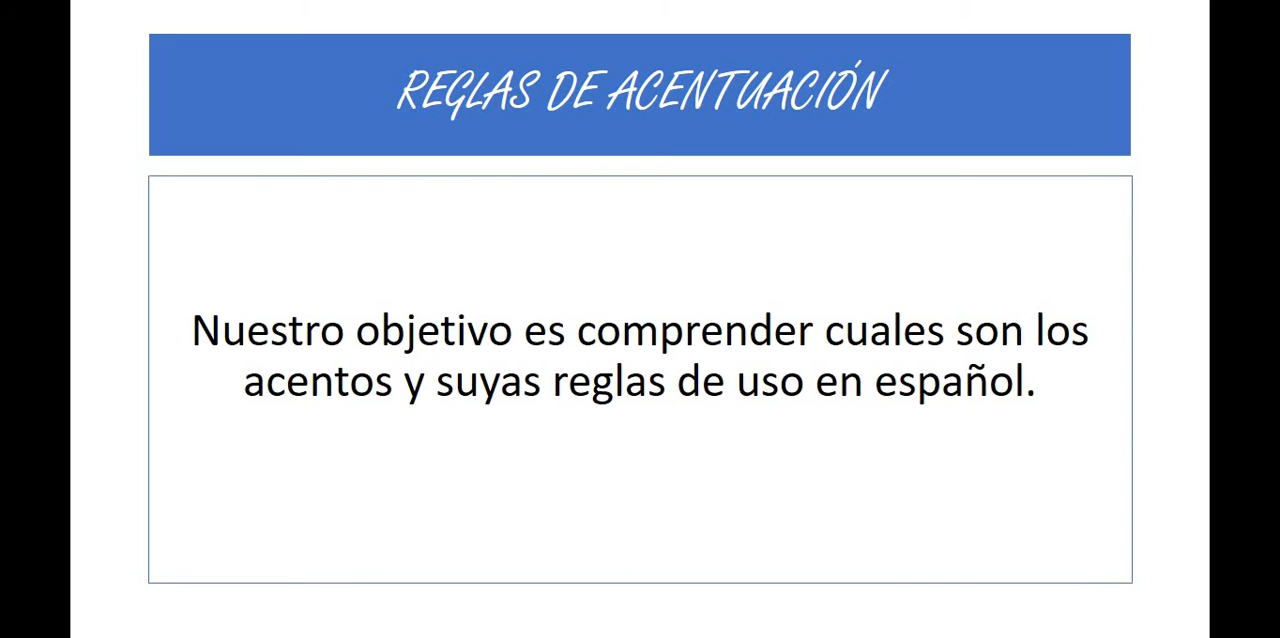 REGLAS DE ACENTUACIÓN
Nuestro objetivo es comprender cuales son los
acentos y suyas reglas de uso en español.